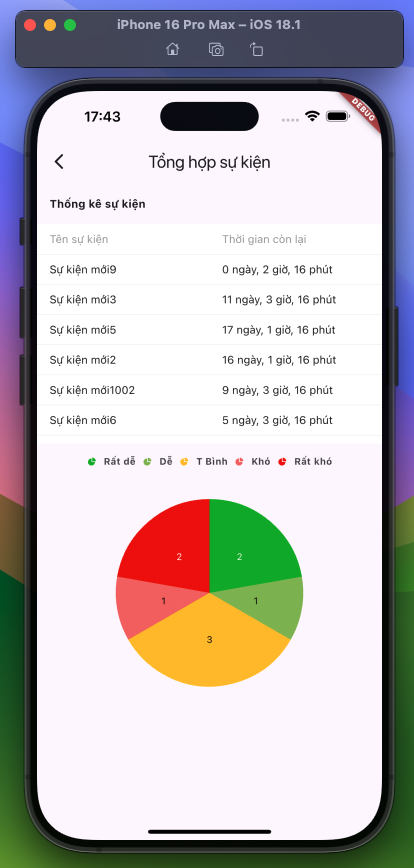 iPhone 16 Pro Max – iOS 18.1
17:43
DEBUG
Tổng hợp sự kiện
Thống kê sự kiện
Tên sự kiện Thời gian còn lại
Sự kiện mới9 0 ngày, 2 giờ, 16 phút
Sự kiện mới3 11 ngày, 3 giờ, 16 phút
Sự kiện mới5 17 ngày, 1 giờ, 16 phút
Sự kiện mới2 16 ngày, 1 giờ, 16 phút
Sự kiện mới1002 9 ngày, 3 giờ, 16 phút
Sự kiện mới6 5 ngày, 3 giờ, 16 phút
Rất dễ Dễ T Bình Khó Rất khó
2 2
1 1
3